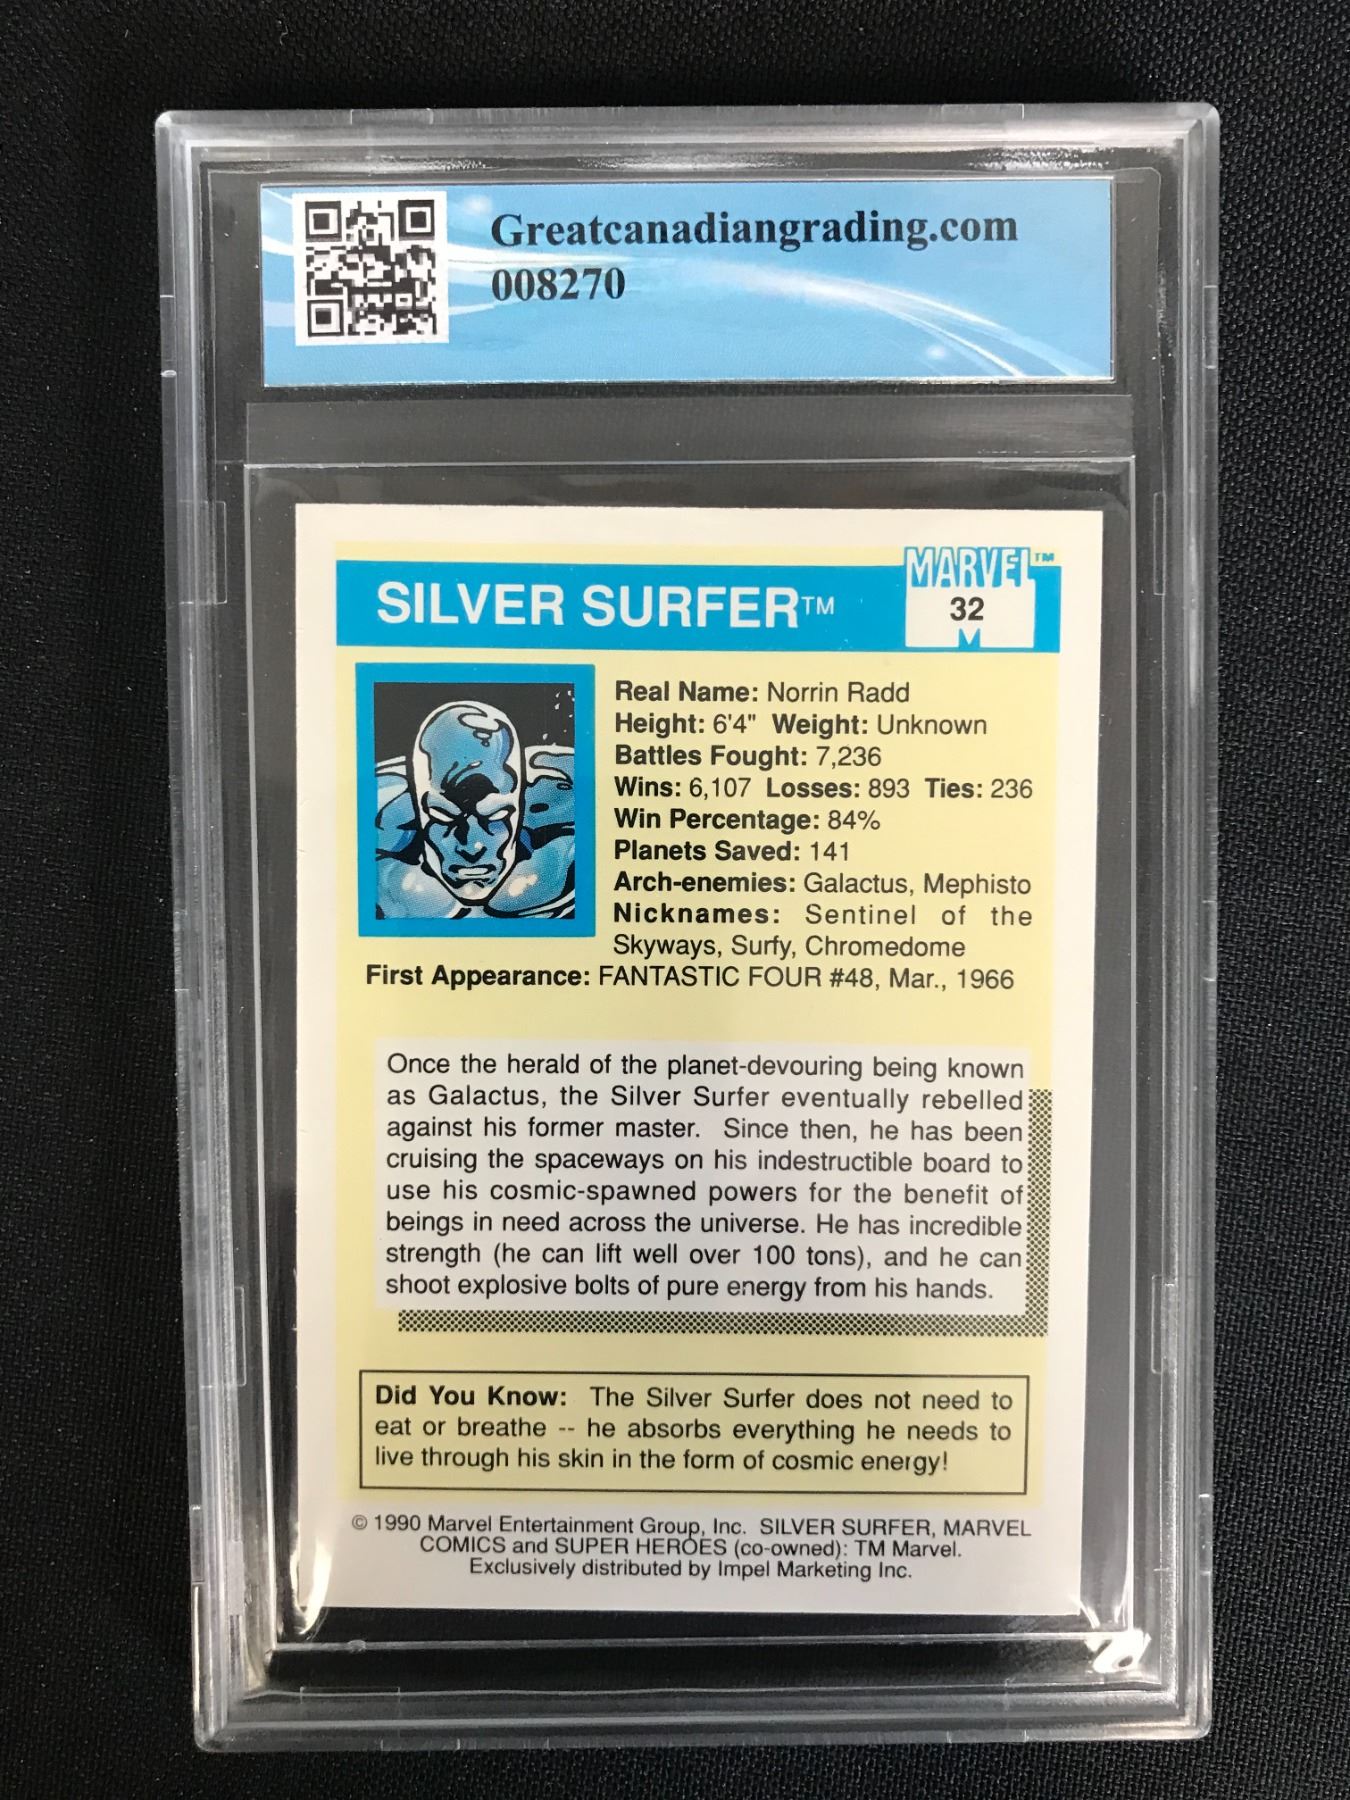 Greatcanadiangrading.com
008270
SILVER SURFER™
MARVEL™
32
M
Real Name: Norrin Radd
Height: 6'4" Weight: Unknown
Battles Fought: 7,236
Wins: 6,107 Losses: 893 Ties: 236
Win Percentage: 84%
Planets Saved: 141
Arch-enemies: Galactus, Mephisto
Nicknames: Sentinel of the
Skyways, Surfy, Chromedome
First Appearance: FANTASTIC FOUR #48, Mar., 1966
Once the herald of the planet-devouring being known
as Galactus, the Silver Surfer eventually rebelled
against his former master. Since then, he has been
cruising the spaceways on his indestructible board to
use his cosmic-spawned powers for the benefit of
beings in need across the universe. He has incredible
strength (he can lift well over 100 tons), and he can
shoot explosive bolts of pure energy from his hands.
Did You Know: The Silver Surfer does not need to
eat or breathe -- he absorbs everything he needs to
live through his skin in the form of cosmic energy!
© 1990 Marvel Entertainment Group, Inc. SILVER SURFER, MARVEL
COMICS and SUPER HEROES (co-owned): TM Marvel.
Exclusively distributed by Impel Marketing Inc.